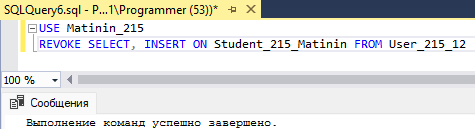 SQLQuery6.sql - P...1\Programmer (53))*
USE Matinin_215
REVOKE SELECT, INSERT ON Student_215_Matinin FROM User_215_12
100 %
Сообщения
Выполнение команд успешно завершено.